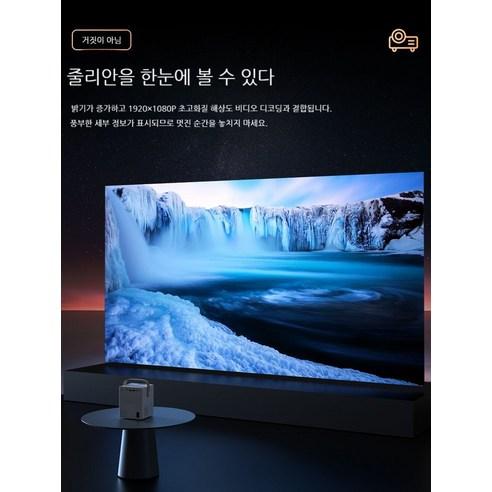 거짓이 아님
줄리안을 한눈에 볼 수 있다
밝기가 증가하고 1920×1080P 초고화질 해상도 비디오 디코딩과 결합됩니다.
풍부한 세부 정보가 표시되므로 멋진 순간을 놓치지 마세요.